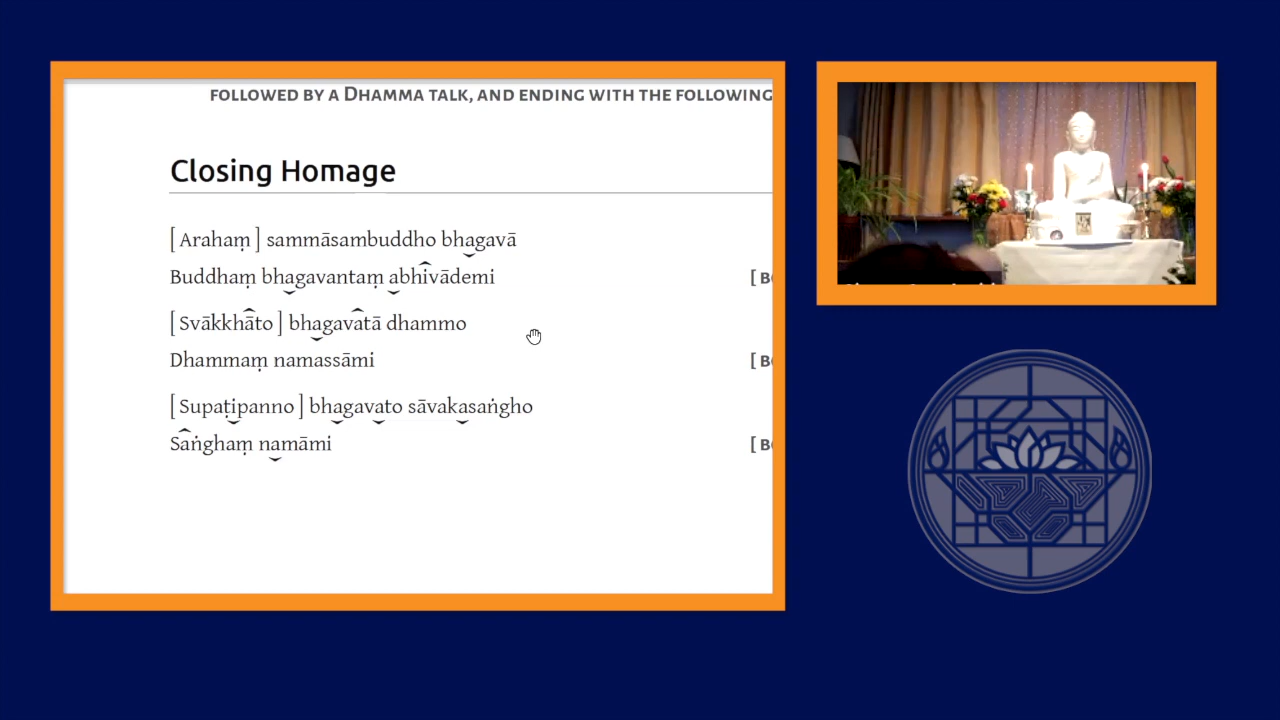 FOLLOWED BY A DHAMMA TALK, AND ENDING WITH THE FOLLOWING
Closing Homage
[ Arahaṃ ] sammāsambuddho bhagavā
Buddhaṃ bhagavantaṃ abhivādemi
[ Svākkhāto ] bhagavatā dhammo
Dhammaṃ namassāmi
[ Supaṭipanno ] bhagavato sāvakasaṅgho
Saṅghaṃ namāmi